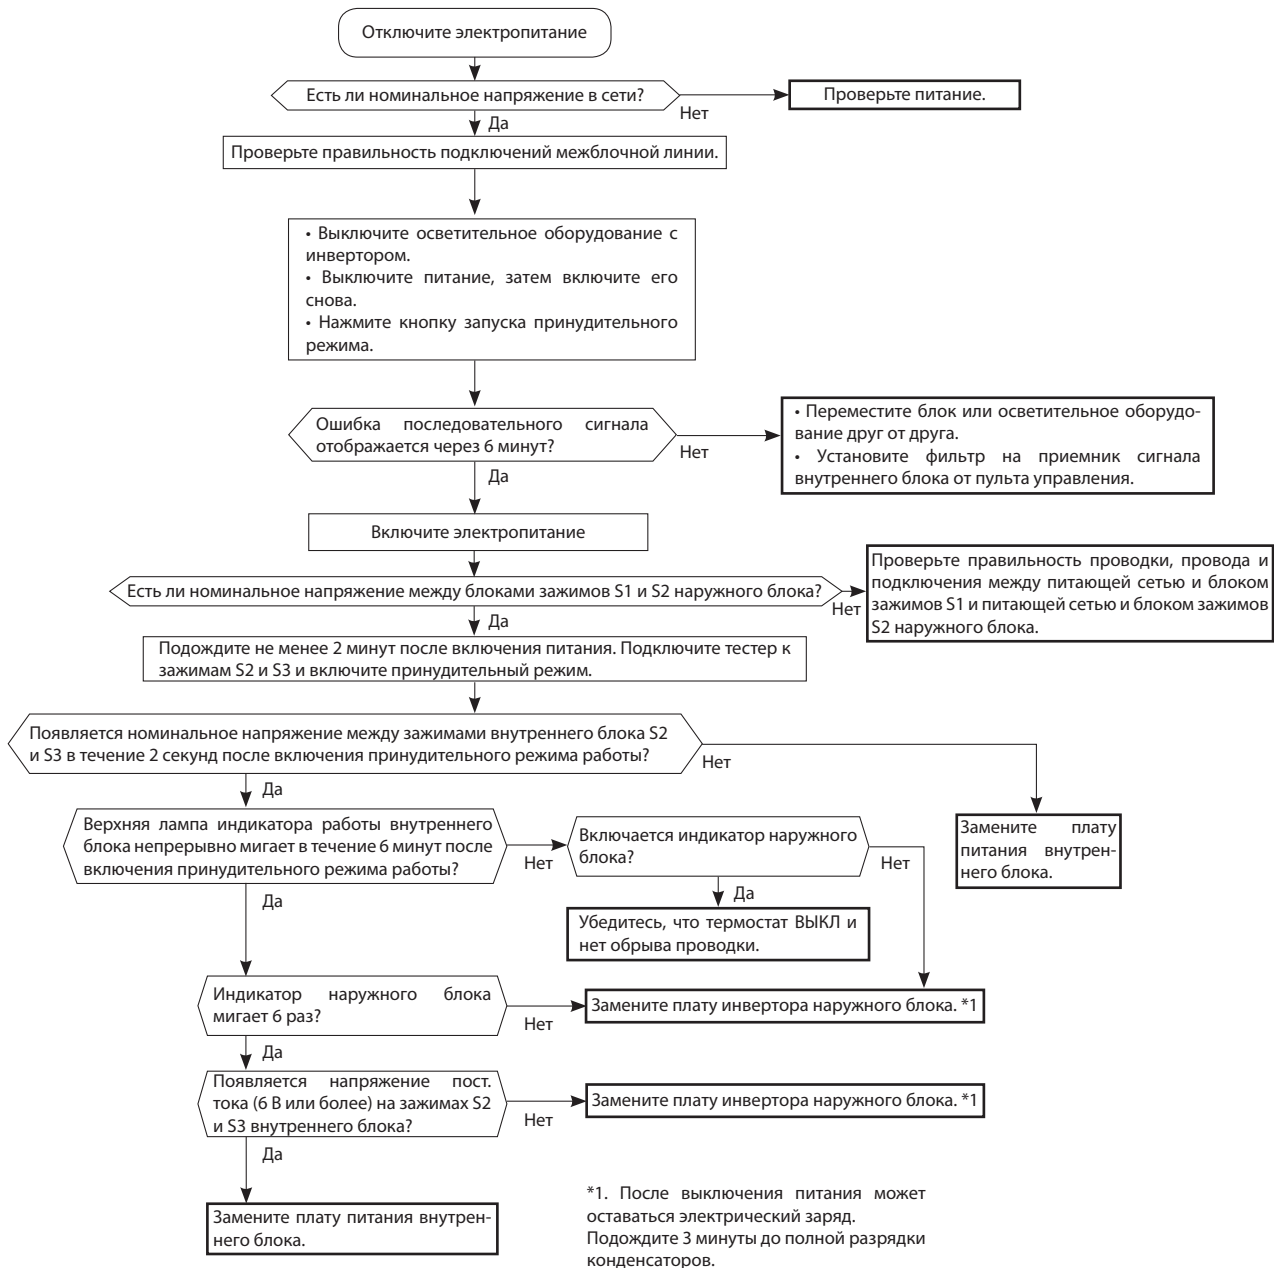 Отключите электропитание
Есть ли номинальное напряжение в сети?
Проверьте питание.
Нет
Да
Проверьте правильность подключений межблочной линии.
• Выключите осветительное оборудование с
инвертором.
• Выключите питание, затем включите его
снова.
• Нажмите кнопку запуска принудительного
режима.
Ошибка последовательного сигнала
отображается через 6 минут?
Нет
• Переместите блок или осветительное оборудо-
вание друг от друга.
• Установите фильтр на приемник сигнала
внутреннего блока от пульта управления.
Да
Включите электропитание
Есть ли номинальное напряжение между блоками зажимов S1 и S2 наружного блока?
Нет
Проверьте правильность проводки, провода и
подключения между питающей сетью и блоком
зажимов S1 и питающей сетью и блоком зажимов
S2 наружного блока.
Да
Подождите не менее 2 минут после включения питания. Подключите тестер к
зажимам S2 и S3 и включите принудительный режим.
Появляется номинальное напряжение между зажимами внутреннего блока S2
и S3 в течение 2 секунд после включения принудительного режима работы?
Нет
Да
Верхняя лампа индикатора работы внутреннего
блока непрерывно мигает в течение 6 минут после
включения принудительного режима работы?
Нет
Включается индикатор наружного
блока?
Нет
Замените плату
питания внутрен-
него блока.
Да
Да
Убедитесь, что термостат ВЫКЛ и
нет обрыва проводки.
Индикатор наружного блока
мигает 6 раз?
Нет
Замените плату инвертора наружного блока. *1
Да
Появляется напряжение пост.
тока (6 В или более) на зажимах S2
и S3 внутреннего блока?
Нет
Замените плату инвертора наружного блока. *1
Да
Замените плату питания внутрен-
него блока.
*1. После выключения питания может
оставаться электрический заряд.
Подождите 3 минуты до полной разрядки
конденсаторов.